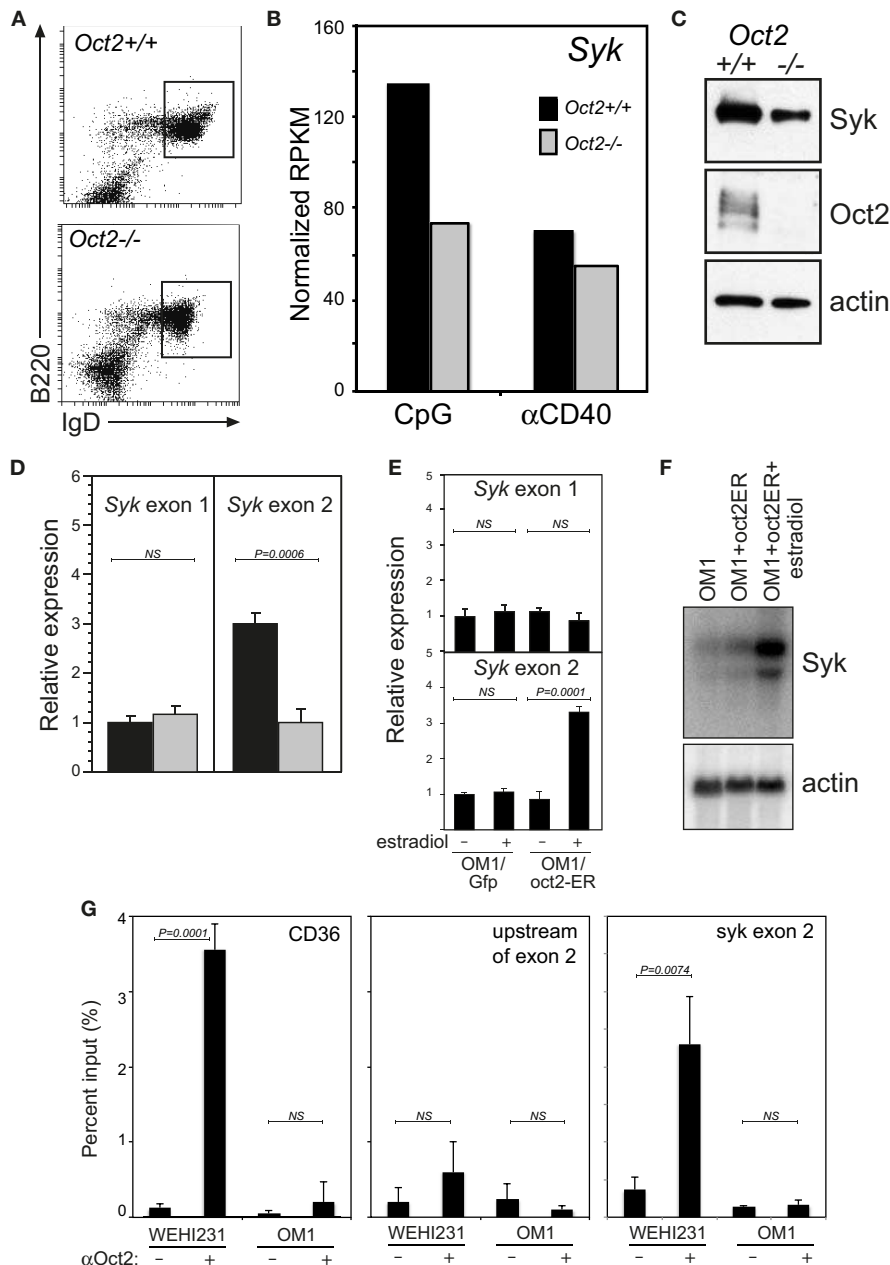 A
Oct2+/+
Oct2-/-
B220
IgD
B
Syk
Normalized RPKM
160
120
80
40
0
Oct2+/+
Oct2-/-
CpG
αCD40
C
Oct2
+/+ -/-
Syk
Oct2
actin
D
Relative expression
6
5
4
3
2
1
0
Syk exon 1
Syk exon 2
NS
P=0.0006
E
Relative expression
5
4
3
2
1
Syk exon 1
NS
NS
5
4
3
2
1
Syk exon 2
NS
P=0.0001
estradiol – + – +
OM1/
Gfp
OM1/
oct2-ER
F
OM1
OM1+oct2ER
OM1+oct2ER+
estradiol
Syk
actin
G
Percent input (%)
4
3
2
1
0
P=0.0001
CD36
NS
upstream
of exon 2
NS
NS
syk exon 2
P=0.0074
NS
WEHI231 OM1 WEHI231 OM1 WEHI231 OM1
αOct2: – + – + – + – + – + – +